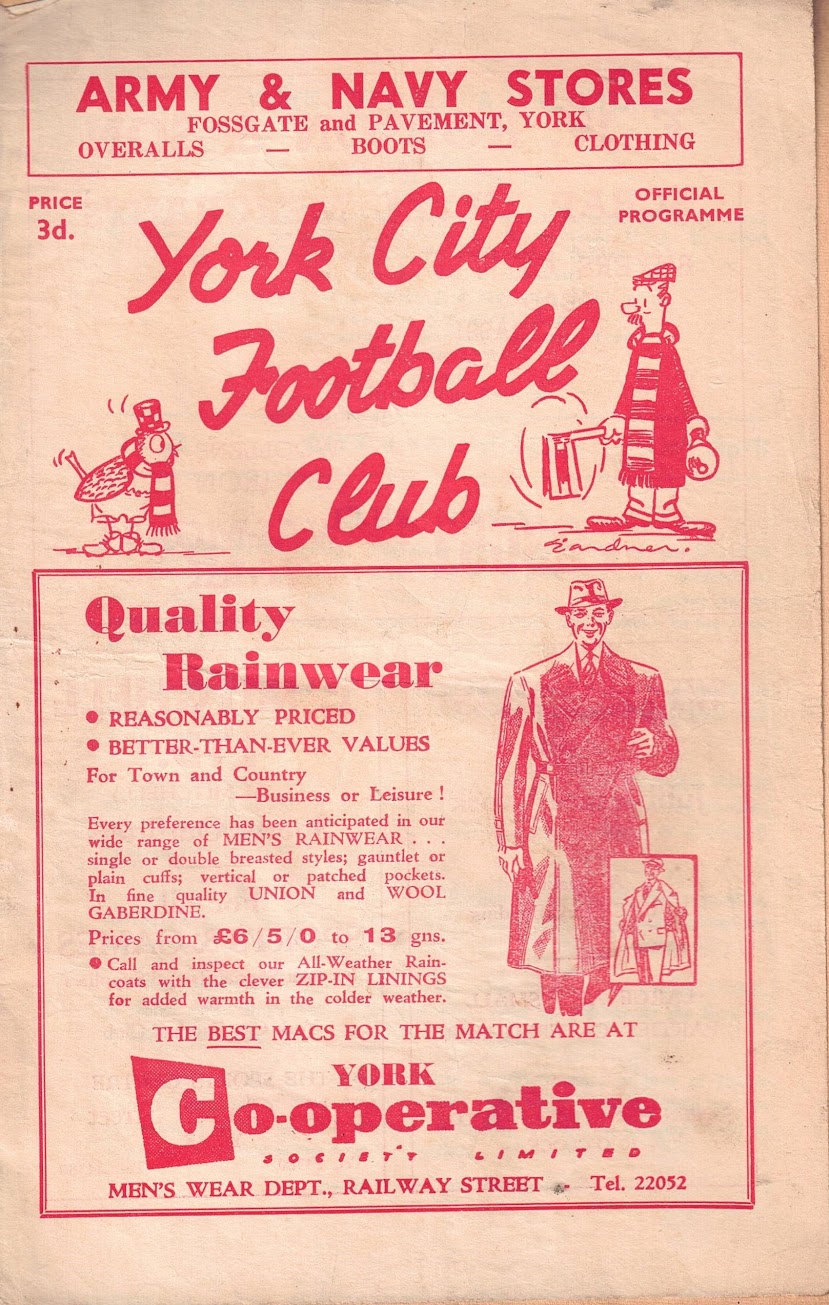 ARMY & NAVY STORES
FOSSGATE and PAVEMENT, YORK
OVERALLS — BOOTS — CLOTHING
PRICE
3d.
OFFICIAL
PROGRAMME
York City
Football
Club
Gardner.
Quality
Rainwear
• REASONABLY PRICED
• BETTER-THAN-EVER VALUES
For Town and Country
—Business or Leisure !
Every preference has been anticipated in our
wide range of MEN'S RAINWEAR . . .
single or double breasted styles; gauntlet or
plain cuffs; vertical or patched pockets.
In fine quality UNION and WOOL
GABERDINE.
Prices from £6/5/0 to 13 gns.
• Call and inspect our All-Weather Rain-
coats with the clever ZIP-IN LININGS
for added warmth in the colder weather.
THE BEST MACS FOR THE MATCH ARE AT
YORK
Co-operative
SOCIETY LIMITED
MEN'S WEAR DEPT., RAILWAY STREET - Tel. 22052